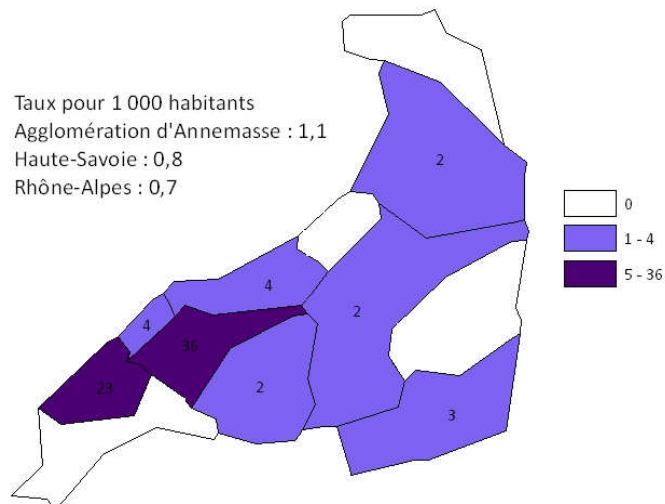 Taux pour 1 000 habitants
Agglomération d'Annemasse : 1,1
Haute-Savoie : 0,8
Rhône-Alpes : 0,7
2
0
1 - 4
5 - 36
4
2
4
36
23
2
3